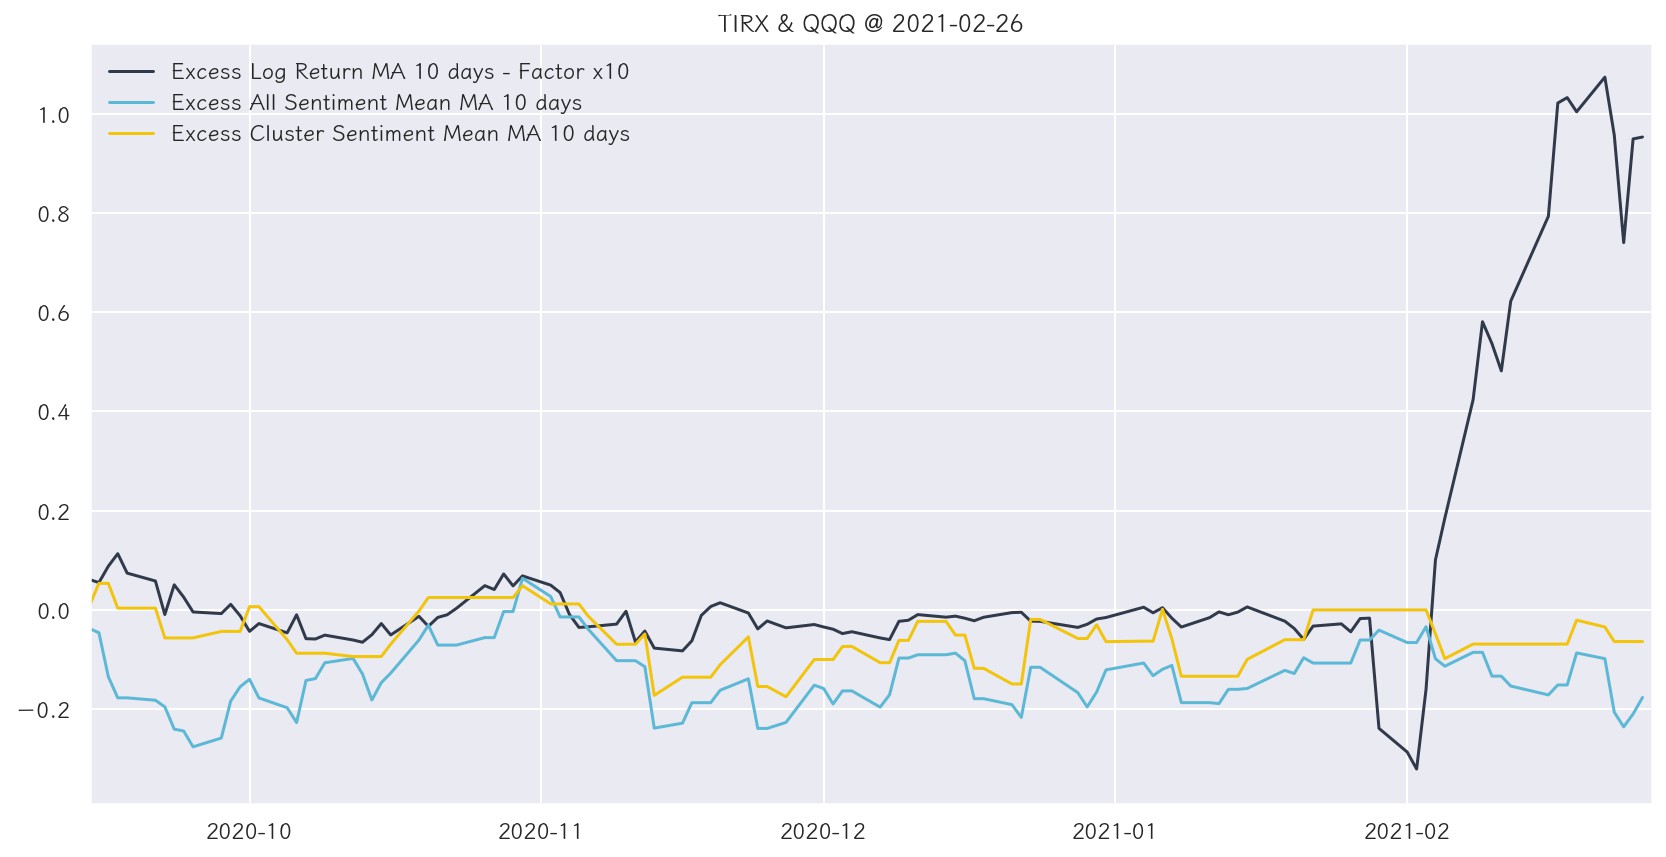 TIRX & QQQ @ 2021-02-26
Excess Log Return MA 10 days - Factor x10
Excess All Sentiment Mean MA 10 days
Excess Cluster Sentiment Mean MA 10 days
1.0
0.8
0.6
0.4
0.2
0.0
−0.2
2020-10 2020-11 2020-12 2021-01 2021-02